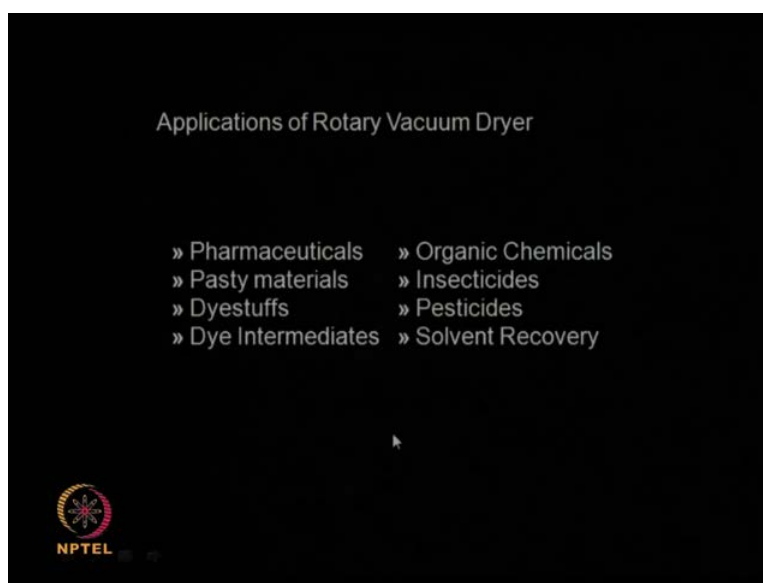 Applications of Rotary Vacuum Dryer
» Pharmaceuticals
» Pasty materials
» Dyestuffs
» Dye Intermediates
» Organic Chemicals
» Insecticides
» Pesticides
» Solvent Recovery
NPTEL